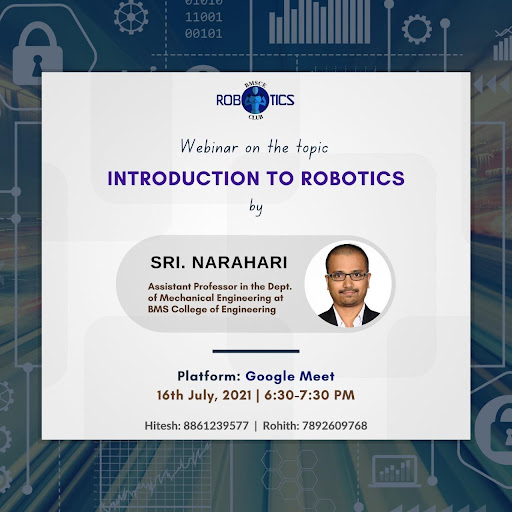 01010
11001
00101
BMSCE
ROBOTICS
CLUB
Webinar on the topic
INTRODUCTION TO ROBOTICS
by
SRI. NARAHARI
Assistant Professor in the Dept.
of Mechanical Engineering at
BMS College of Engineering
Platform: Google Meet
16th July, 2021 | 6:30-7:30 PM
Hitesh: 8861239577 | Rohith: 7892609768